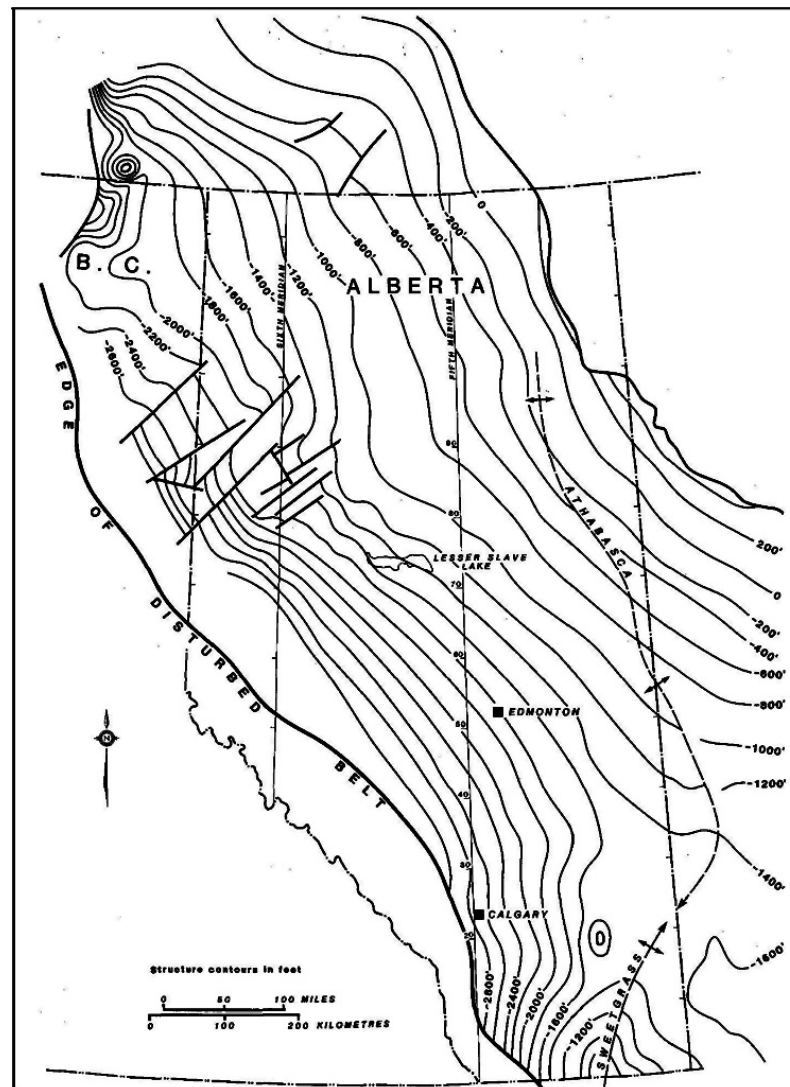 0
-200'
-400'
-600'
-800'
-1000'
-1200'
-1400'
-1600'
-1800'
-2000'
-2200'
-2400'
-2600'
B. C.
ALBERTA
SIXTH MERIDIAN
FIFTH MERIDIAN
EDGE OF DISTURBED BELT
ATHABASCA
90
80
LESSER SLAVE
LAKE
70
60
50
40
30
20
200'
0
-200'
-400'
-600'
-800'
-1000'
-1200'
-1400'
-1600'
EDMONTON
CALGARY
N
SWEETGRASS
-2800'
-2400'
-2000'
-1600'
-1200'
Structure contours in feet
0 50 100 MILES
0 100 200 KILOMETRES